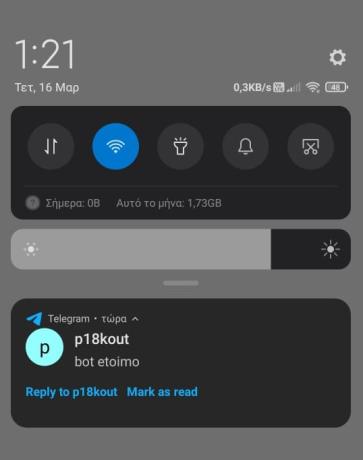 1:21
Τετ, 16 Μαρ 0,3KB/s 48
Σήμερα: 0B Αυτό το μήνα: 1,73GB
Telegram • τώρα
p
p18kout
bot etoimo
Reply to p18kout Mark as read